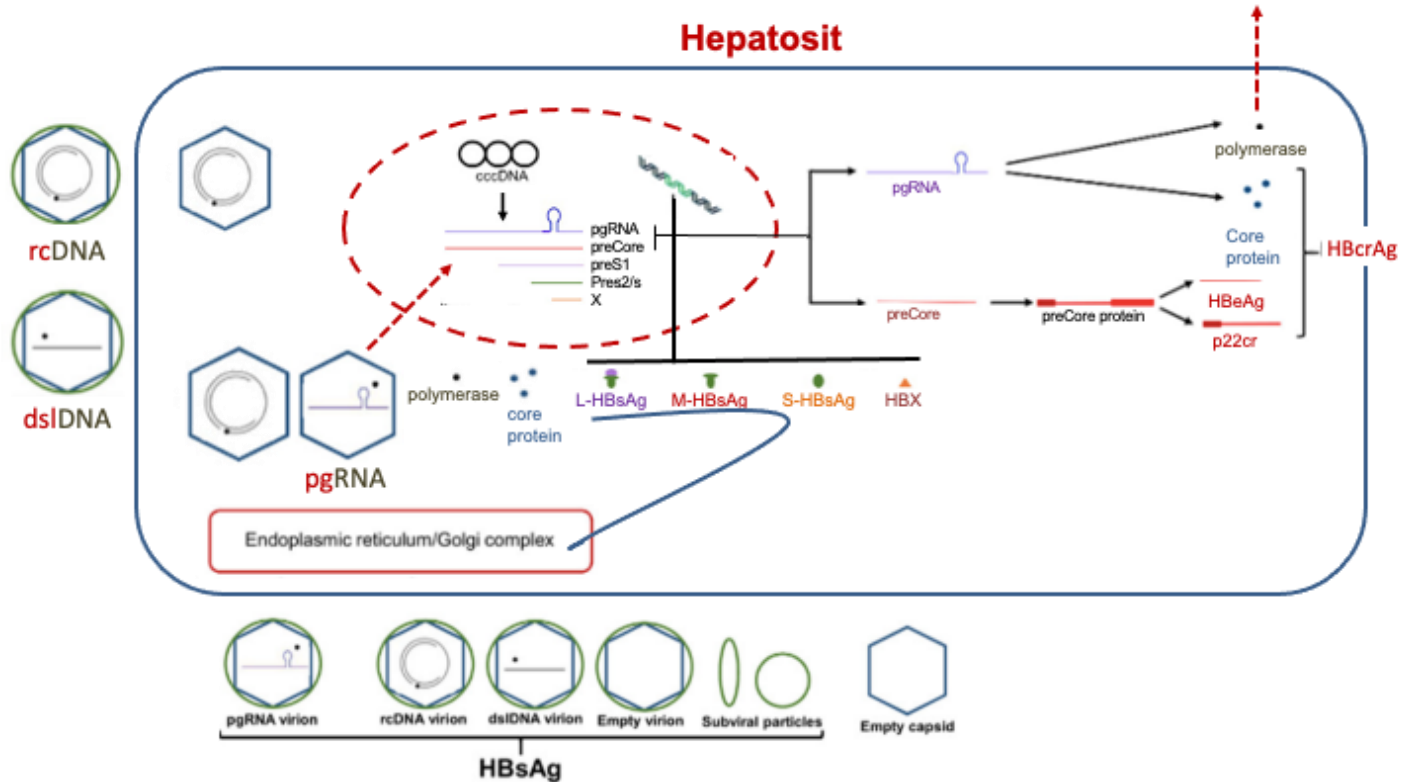 Hepatosit
rcDNA
dslDNA
cccDNA
pgRNA
preCore
preS1
Pres2/s
X
pgRNA
polymerase
Core
protein
HBcrAg
preCore
preCore protein
HBeAg
p22cr
pgRNA
polymerase
core
protein
L-HBsAg
M-HBsAg
S-HBsAg
HBX
Endoplasmic reticulum/Golgi complex
pgRNA virion
rcDNA virion
dslDNA virion
Empty virion
Subviral particles
Empty capsid
HBsAg